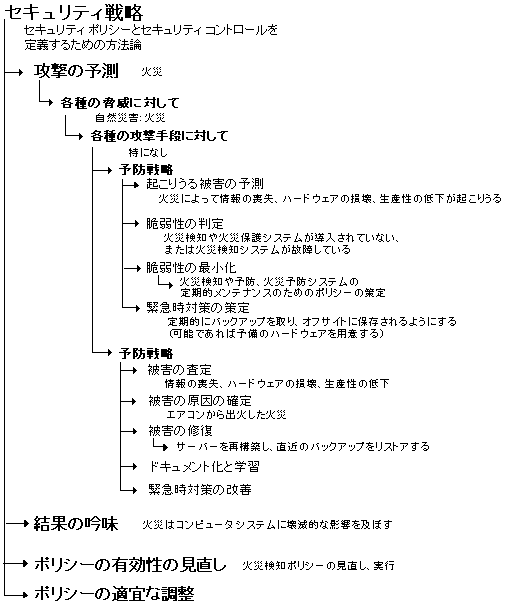 セキュリティ戦略
セキュリティ ポリシーとセキュリティ コントロールを
定義するための方法論
攻撃の予測 火災
各種の脅威に対して
自然災害: 火災
各種の攻撃手段に対して
特になし
予防戦略
起こりうる被害の予測
火災によって情報の喪失、ハードウェアの損壊、生産性の低下が起こりうる
脆弱性の判定
火災検知や火災保護システムが導入されていない、
または火災検知システムが故障している
脆弱性の最小化
火災検知や予防、火災予防システムの
定期的メンテナンスのためのポリシーの策定
緊急時対策の策定
定期的にバックアップを取り、オフサイトに保存されるようにする
(可能であれば予備のハードウェアを用意する)
予防戦略
被害の査定
情報の喪失、ハードウェアの損壊、生産性の低下
被害の原因の確定
エアコンから出火した火災
被害の修復
サーバーを再構築し、直近のバックアップをリストアする
ドキュメント化と学習
緊急時対策の改善
結果の吟味 火災はコンピュータシステムに壊滅的な影響を及ぼす
ポリシーの有効性の見直し 火災検知ポリシーの見直し、実行
ポリシーの適宜な調整